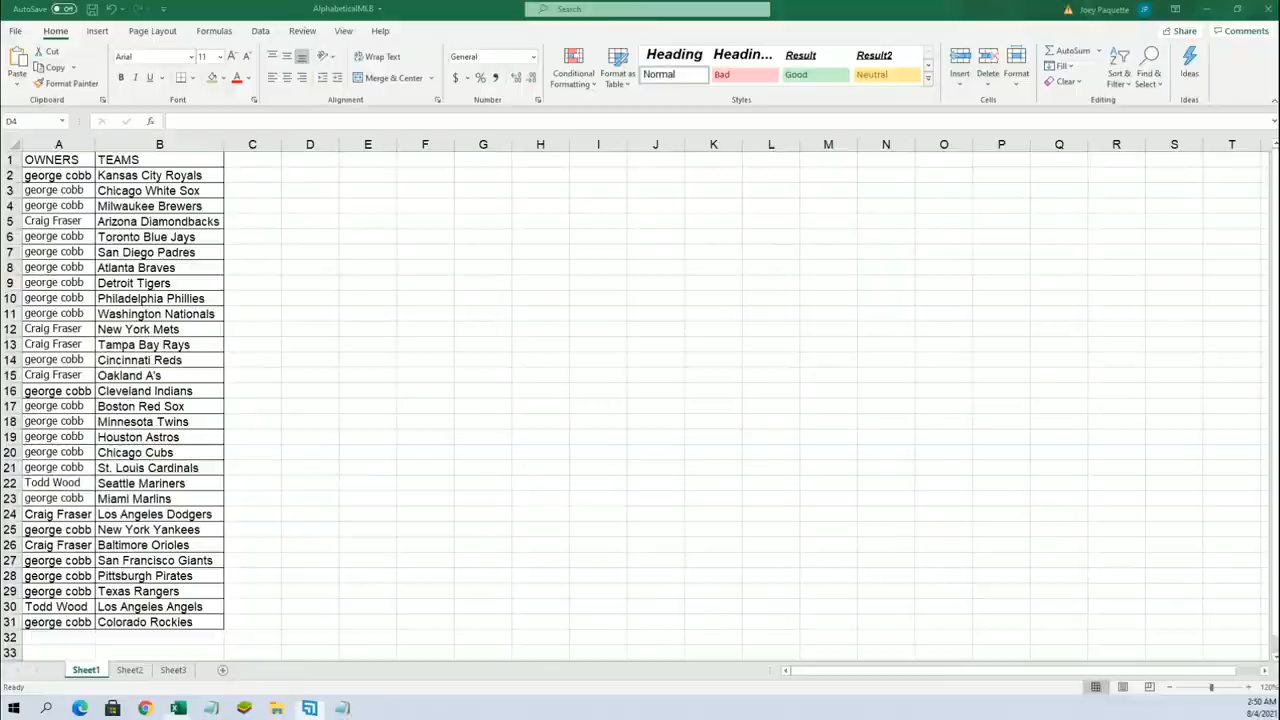 AutoSave Off AlphabeticalMLB Search Joey Paquette JP
File Home Insert Page Layout Formulas Data Review View Help Share Comments
Paste Cut Copy Format Painter Clipboard
Arial 11 B I U A Font
Wrap Text Merge & Center Alignment
General $ % Number
Conditional Formatting Format as Table
Heading Headin... Result Result2
Normal Bad Good Neutral
Styles
Insert Delete Format Cells
AutoSum Fill Clear Sort & Filter Find & Select Editing
Ideas Ideas
D4 fx
A B C D E F G H I J K L M N O P Q R S T
1 OWNERS TEAMS
2 george cobb Kansas City Royals
3 george cobb Chicago White Sox
4 george cobb Milwaukee Brewers
5 Craig Fraser Arizona Diamondbacks
6 george cobb Toronto Blue Jays
7 george cobb San Diego Padres
8 george cobb Atlanta Braves
9 george cobb Detroit Tigers
10 george cobb Philadelphia Phillies
11 george cobb Washington Nationals
12 Craig Fraser New York Mets
13 Craig Fraser Tampa Bay Rays
14 george cobb Cincinnati Reds
15 Craig Fraser Oakland A's
16 george cobb Cleveland Indians
17 george cobb Boston Red Sox
18 george cobb Minnesota Twins
19 george cobb Houston Astros
20 george cobb Chicago Cubs
21 george cobb St. Louis Cardinals
22 Todd Wood Seattle Mariners
23 george cobb Miami Marlins
24 Craig Fraser Los Angeles Dodgers
25 george cobb New York Yankees
26 Craig Fraser Baltimore Orioles
27 george cobb San Francisco Giants
28 george cobb Pittsburgh Pirates
29 george cobb Texas Rangers
30 Todd Wood Los Angeles Angels
31 george cobb Colorado Rockies
32
33
Sheet1 Sheet2 Sheet3
Ready 120%
2:50 AM
8/4/2021